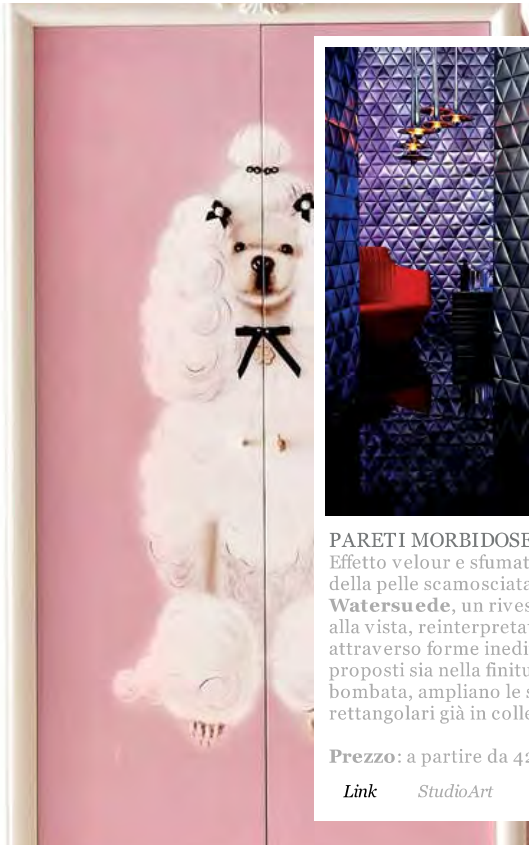 PARETI MORBIDOSE
Effetto velour e sfumat
della pelle scamosciata
Watersuede, un rives
alla vista, reinterpreta
attraverso forme inedi
proposti sia nella finitu
bombata, ampliano le s
rettangolari già in colle
Prezzo: a partire da 42
Link StudioArt